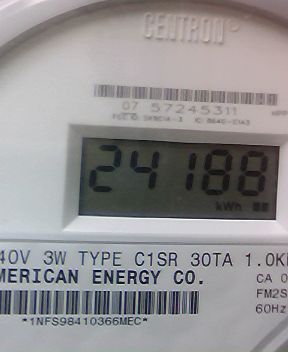 CENTRON®
07 57245311
24188
kWh
40V 3W TYPE C1SR 30TA 1.0K
MERICAN ENERGY CO.
CA 0
FM2S
60Hz
*1NFS98410366MEC*